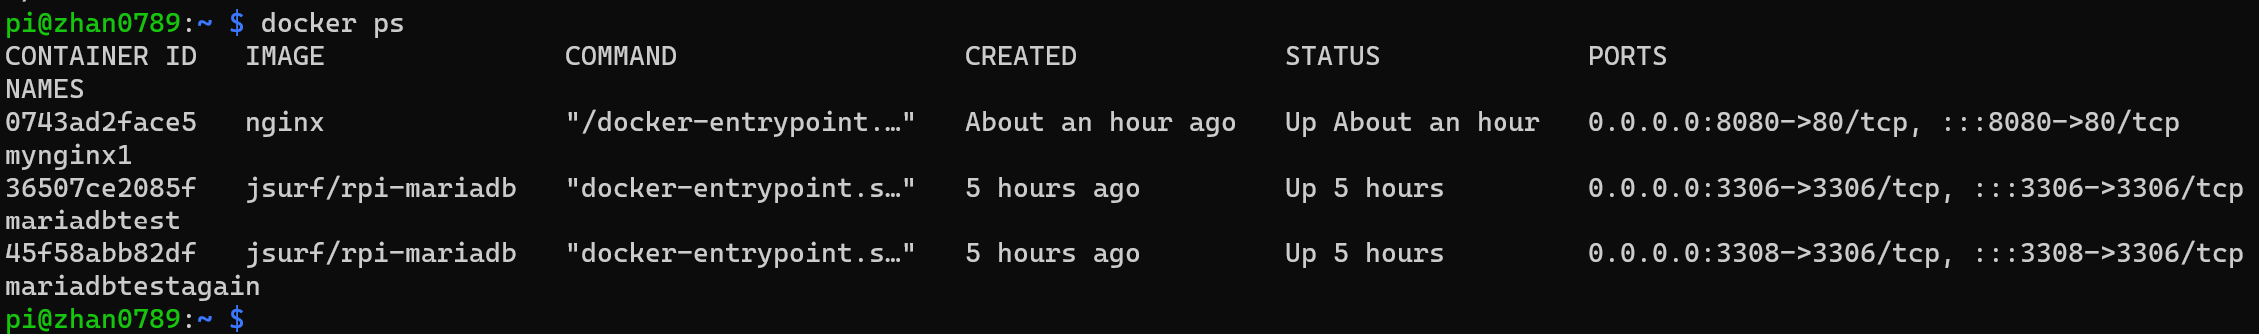 pi@zhan0789:~ $ docker ps
CONTAINER ID   IMAGE               COMMAND                  CREATED             STATUS             PORTS
NAMES
0743ad2face5   nginx               "/docker-entrypoint.…"   About an hour ago   Up About an hour   0.0.0.0:8080->80/tcp, :::8080->80/tcp
mynginx1
36507ce2085f   jsurf/rpi-mariadb   "docker-entrypoint.s…"   5 hours ago         Up 5 hours         0.0.0.0:3306->3306/tcp, :::3306->3306/tcp
mariadbtest
45f58abb82df   jsurf/rpi-mariadb   "docker-entrypoint.s…"   5 hours ago         Up 5 hours         0.0.0.0:3308->3306/tcp, :::3308->3306/tcp
mariadbtestagain
pi@zhan0789:~ $